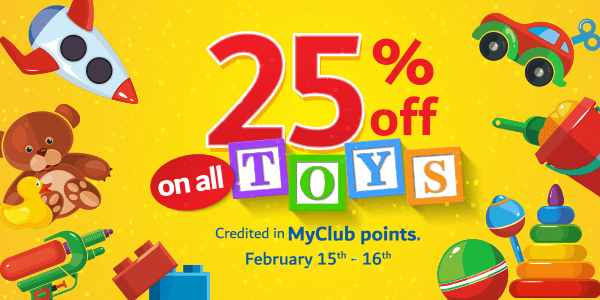 25%
off
on all TOYS
Credited in MyClub points.
February 15th - 16th